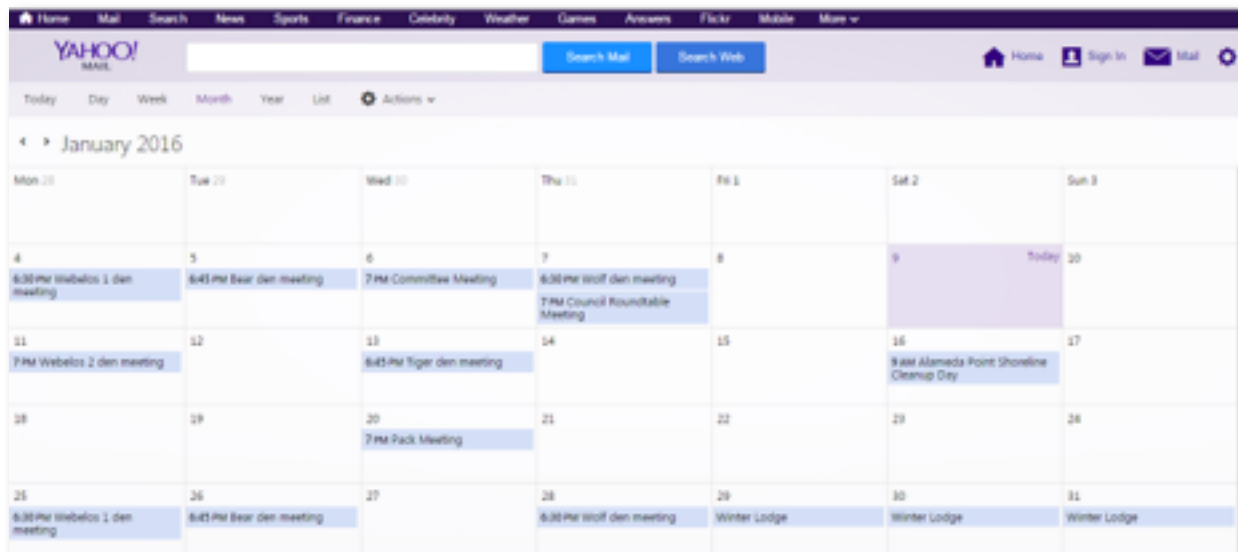 Home Mail Search News Sports Finance Celebrity Weather Games Answers Flickr Mobile More
YAHOO!
MAIL
Search Mail Search Web Home Sign In Mail
Today Day Week Month Year List Actions
January 2016
Mon 28 Tue 29 Wed 30 Thu 31 Fri 1 Sat 2 Sun 3
4 5 6 7 8 9 Today 10
6:30 PM Webelos 1 den meeting
6:45 PM Bear den meeting
7 PM Committee Meeting
6:30 PM Wolf den meeting
7 PM Council Roundtable
Meeting
11 12 13 14 15 16 17
7 PM Webelos 2 den meeting
6:45 PM Tiger den meeting
9 AM Alameda Point Shoreline
Cleanup Day
18 19 20 21 22 23 24
7 PM Pack Meeting
25 26 27 28 29 30 31
6:30 PM Webelos 1 den
meeting
6:45 PM Bear den meeting
6:30 PM Wolf den meeting
Winter Lodge
Winter Lodge
Winter Lodge